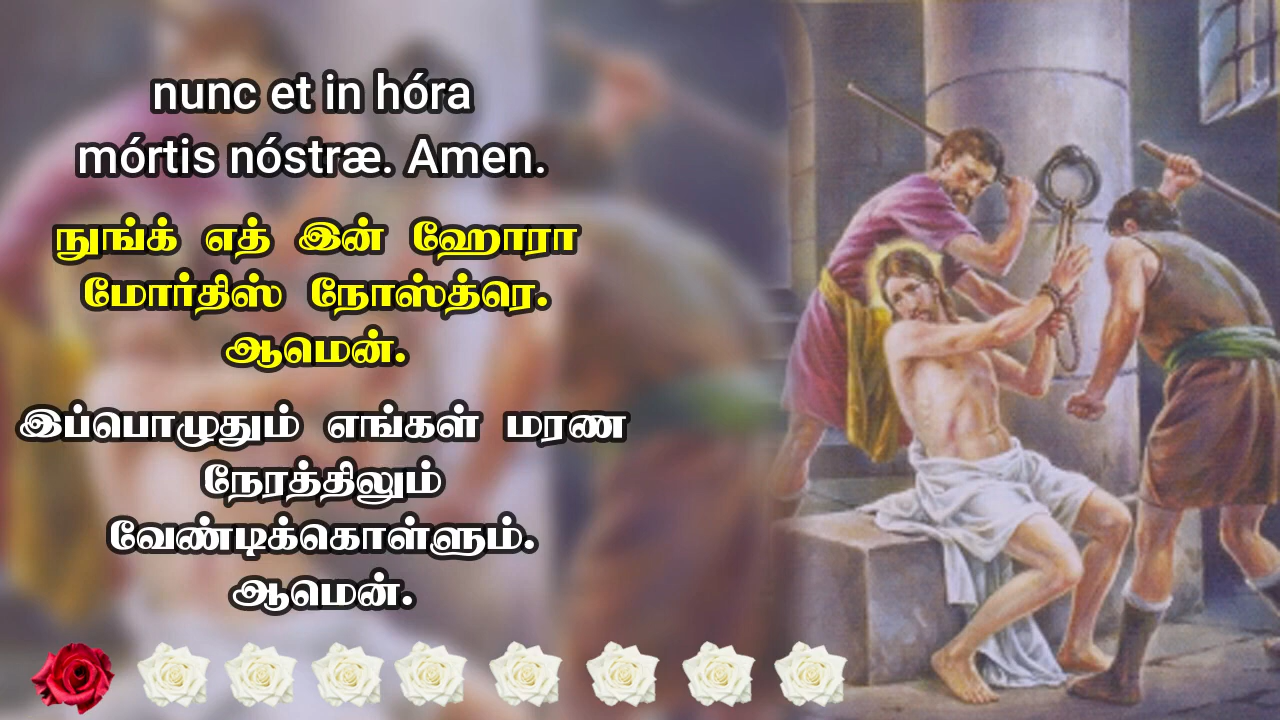 nunc et in hóra
mórtis nóstræ. Amen.
நுங்க் எத் இன் ஹோரா
மோர்திஸ் நோஸ்த்ரெ.
ஆமென்.
இப்பொழுதும் எங்கள் மரண
நேரத்திலும்
வேண்டிக்கொள்ளும்.
ஆமென்.